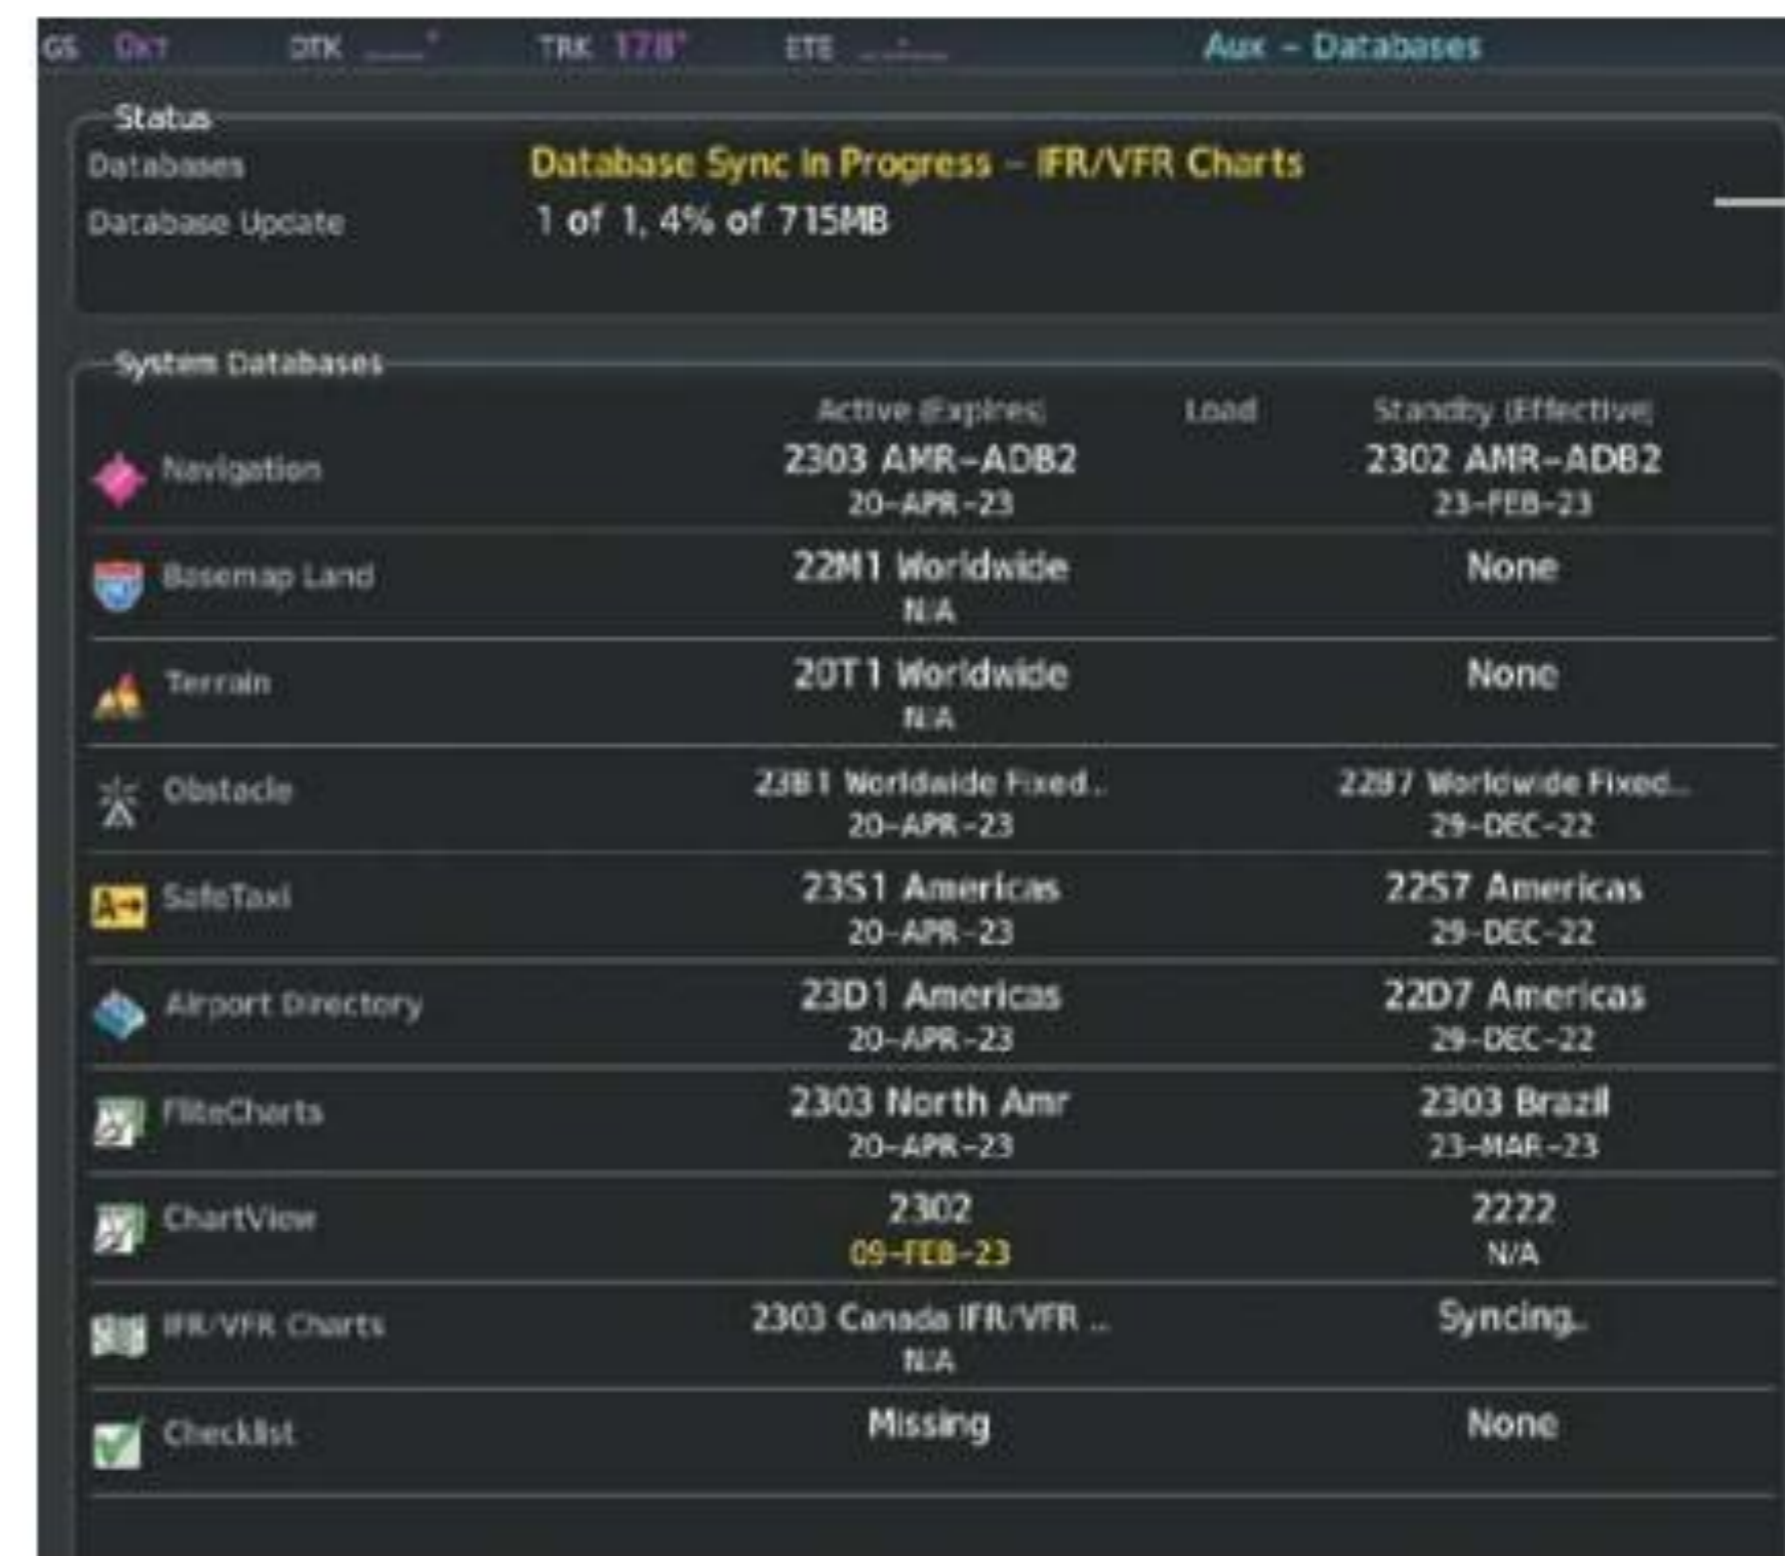 GS 0KT DTK ___° TRK 178° ETE __:__ Aux – Databases
Status
Databases Database Sync In Progress – IFR/VFR Charts
Database Update 1 of 1, 4% of 715MB
System Databases
Active (Expires) Load Standby (Effective)
Navigation 2303 AMR-ADB2 2302 AMR-ADB2
20-APR-23 23-FEB-23
Basemap Land 22M1 Worldwide None
N/A
Terrain 20T1 Worldwide None
N/A
Obstacle 23B1 Worldwide Fixed... 22B7 Worldwide Fixed...
20-APR-23 29-DEC-22
SafeTaxi 23S1 Americas 22S7 Americas
20-APR-23 29-DEC-22
Airport Directory 23D1 Americas 22D7 Americas
20-APR-23 29-DEC-22
FliteCharts 2303 North Amr 2303 Brazil
20-APR-23 23-MAR-23
ChartView 2302 2222
09-FEB-23 N/A
IFR/VFR Charts 2303 Canada IFR/VFR ... Syncing...
N/A
Checklist Missing None